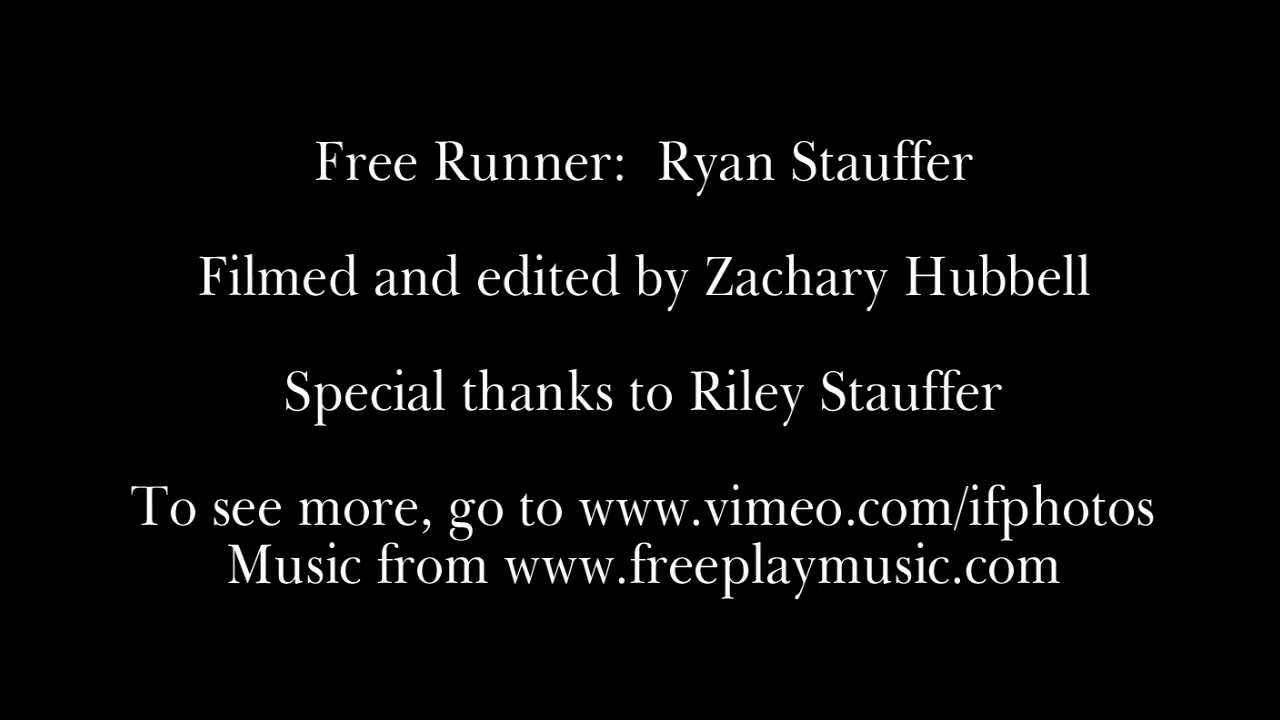 Free Runner:  Ryan Stauffer
Filmed and edited by Zachary Hubbell
Special thanks to Riley Stauffer
To see more, go to www.vimeo.com/ifphotos
Music from www.freeplaymusic.com